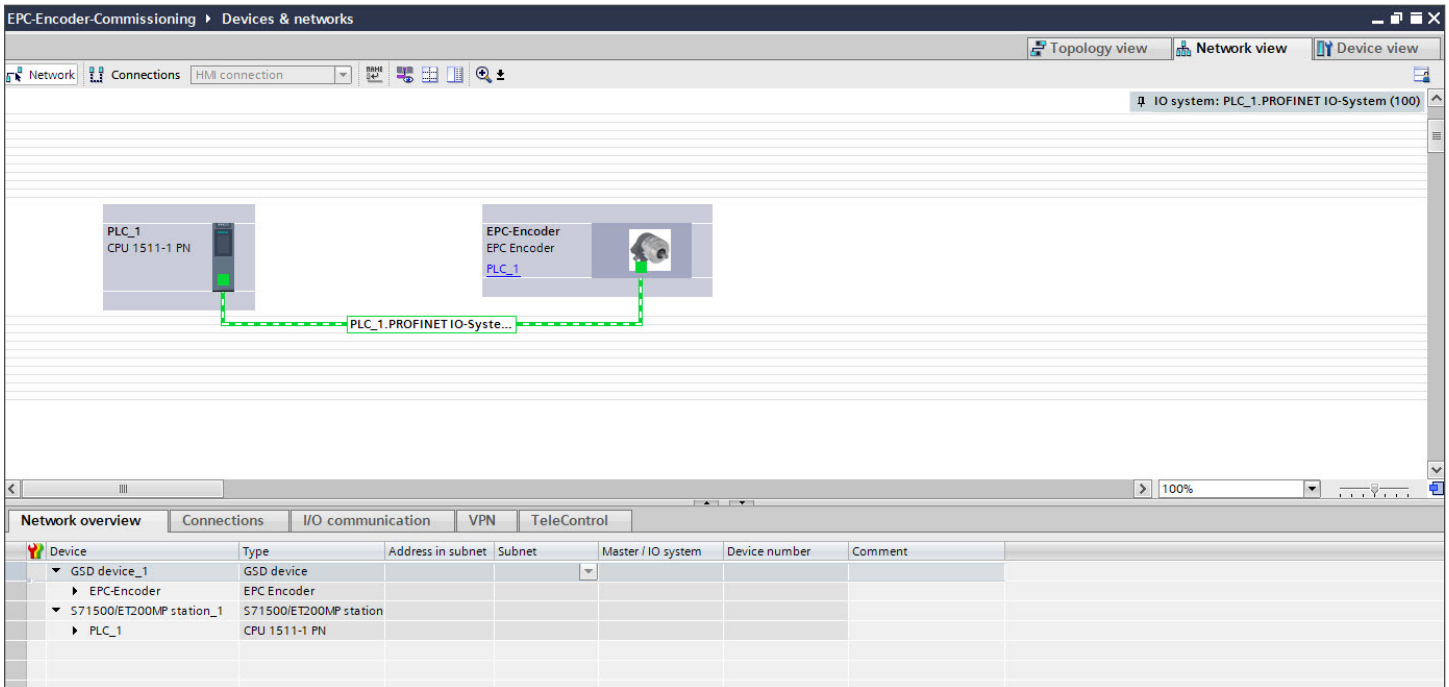 EPC-Encoder-Commissioning ▸ Devices & networks
Topology view Network view Device view
Network Connections HMI connection
IO system: PLC_1.PROFINET IO-System (100)
PLC_1
CPU 1511-1 PN
EPC-Encoder
EPC Encoder
PLC_1
PLC_1.PROFINET IO-Syste...
100%
Network overview Connections I/O communication VPN TeleControl
Device Type Address in subnet Subnet Master / IO system Device number Comment
GSD device_1 GSD device
EPC-Encoder EPC Encoder
S71500/ET200MP station_1 S71500/ET200MP station
PLC_1 CPU 1511-1 PN